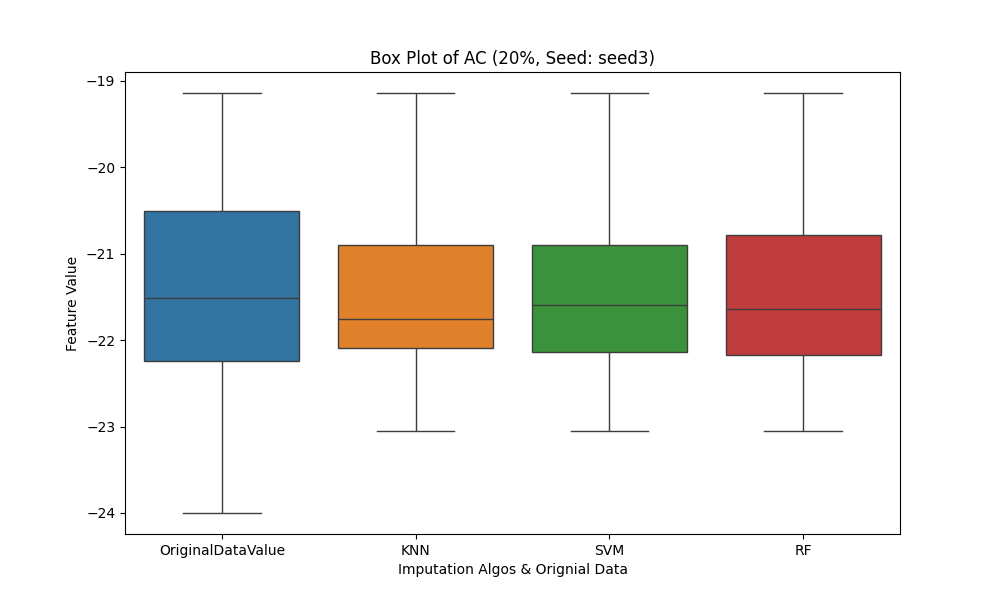 Box Plot of AC (20%, Seed: seed3)
−19
−20
−21
−22
−23
−24
Feature Value
OriginalDataValue
KNN
SVM
RF
Imputation Algos & Orignial Data